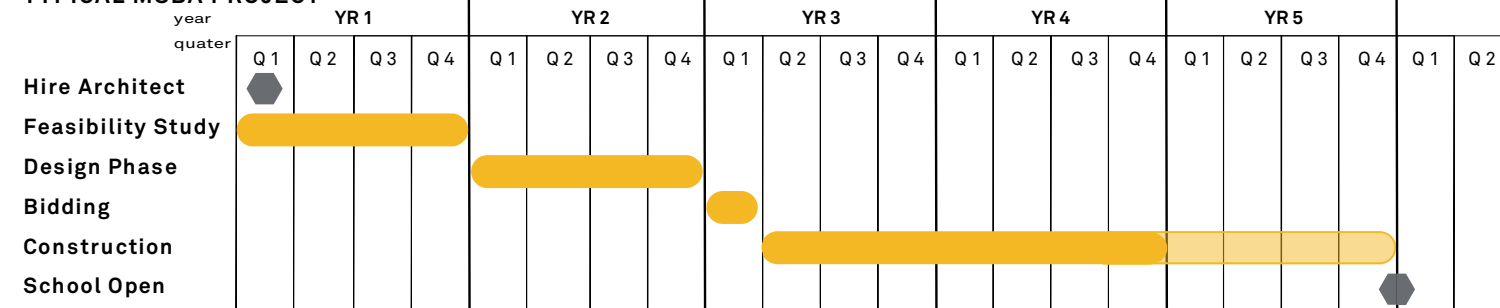 year YR 1 YR 2 YR 3 YR 4 YR 5
quater
Q 1 Q 2 Q 3 Q 4 Q 1 Q 2 Q 3 Q 4 Q 1 Q 2 Q 3 Q 4 Q 1 Q 2 Q 3 Q 4 Q 1 Q 2 Q 3 Q 4 Q 1 Q 2
Hire Architect
Feasibility Study
Design Phase
Bidding
Construction
School Open